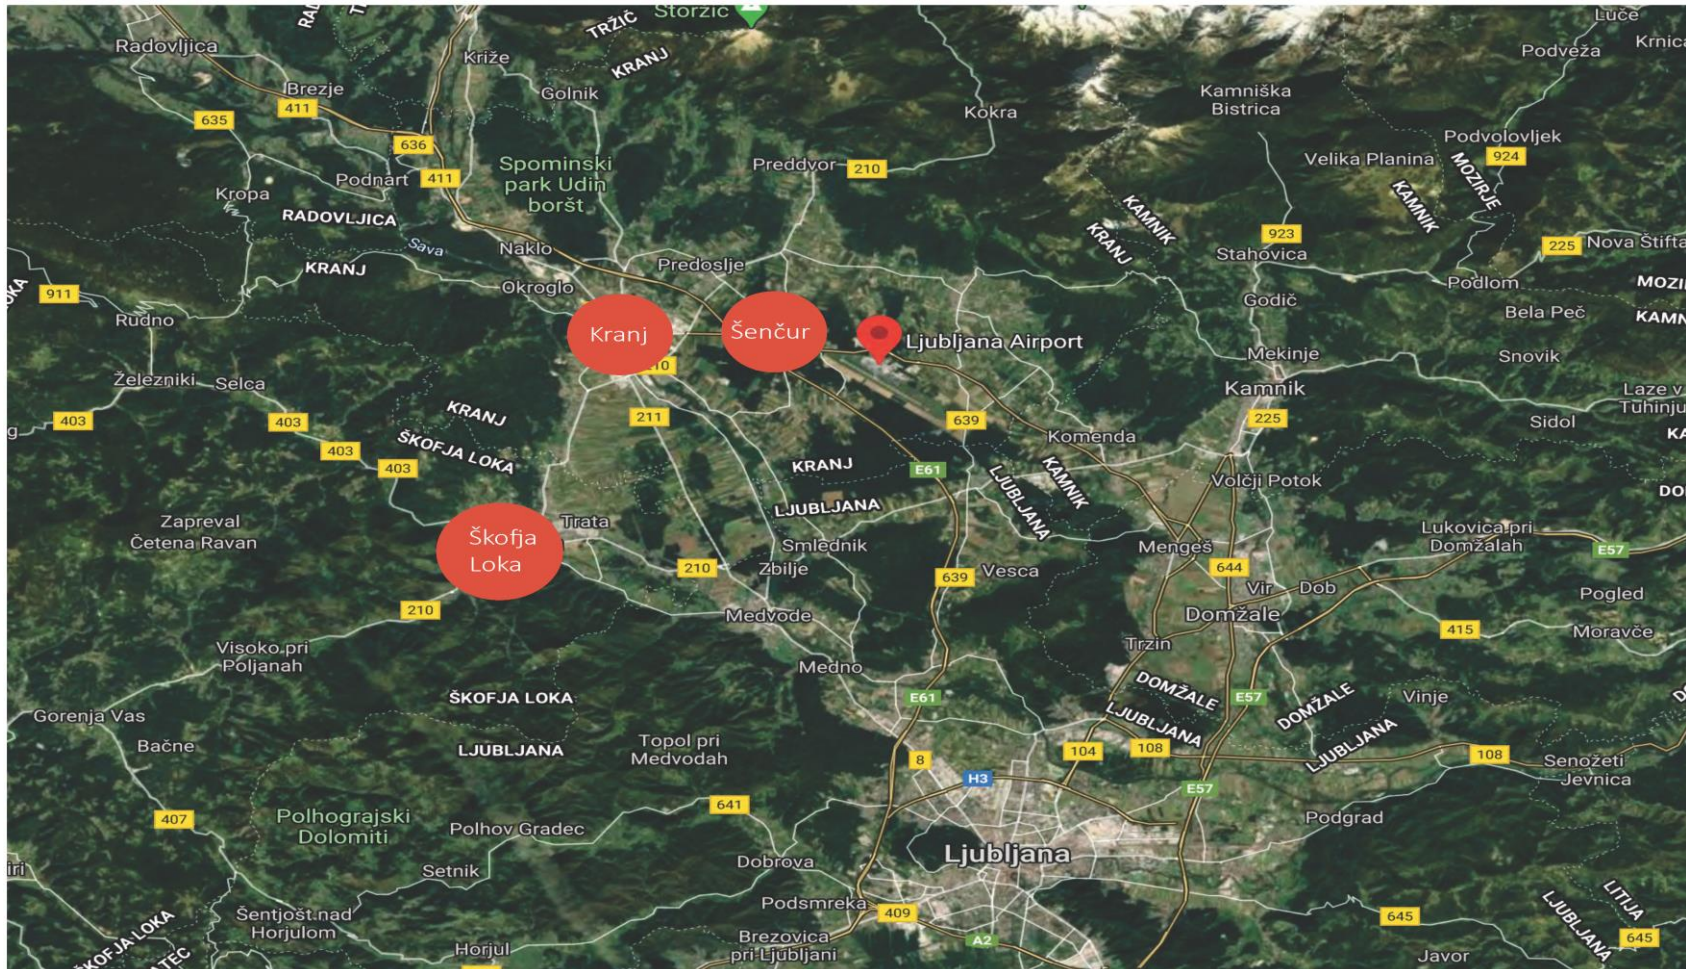 Storžič
TRŽIČ
Luče
Radovljica
Križe
KRANJ
Podveža
Krnica
Brezje
Golnik
Kamniška
Bistrica
411
635
Kokra
636
Podvolovljek
Spominski
park Udin
boršt
Preddvor
210
Velika Planina
924
MOZIRJE
Podnart
411
Kropa
KAMNIK
KAMNIK
RADOVLJICA
KRANJ
923
Sava
Naklo
225
Nova Štifta
Stahovica
KRANJ
Predoslje
Okroglo
Podlom
911
Godič
Rudno
Bela Peč
Kranj
Šenčur
Ljubljana Airport
Mekinje
Snovik
210
Železniki
Selca
Kamnik
Laze v
Tuhinju
403
403
KRANJ
211
639
225
Sidol
ŠKOFJA LOKA
403
403
Komenda
KRANJ
E61
KAMNIK
LJUBLJANA
Volčji Potok
LJUBLJANA
Zapreval
Četena Ravan
Škofja
Loka
Trata
Smlednik
Mengeš
Lukovica pri
Domžalah
E57
210
Zbilje
639
Vesca
644
Vir
Dob
Pogled
210
Medvode
Domžale
415
Moravče
Visoko pri
Poljanah
Trzin
Medno
ŠKOFJA LOKA
E61
DOMŽALE
E57
DOMŽALE
Vinje
Gorenja Vas
LJUBLJANA
LJUBLJANA
Bačne
LJUBLJANA
Topol pri
Medvodah
8
104
108
108
Senožeti
Jevnica
H3
E57
641
407
Polhograjski
Dolomiti
Polhov Gradec
Podgrad
Ljubljana
Dobrova
Setnik
Podsmreka
409
Šentjošt nad
Horjulom
645
LITIJA
LJUBLJANA
645
ŠKOFJA LOKA
Horjul
Brezovica
pri Ljubljani
A2
Javor